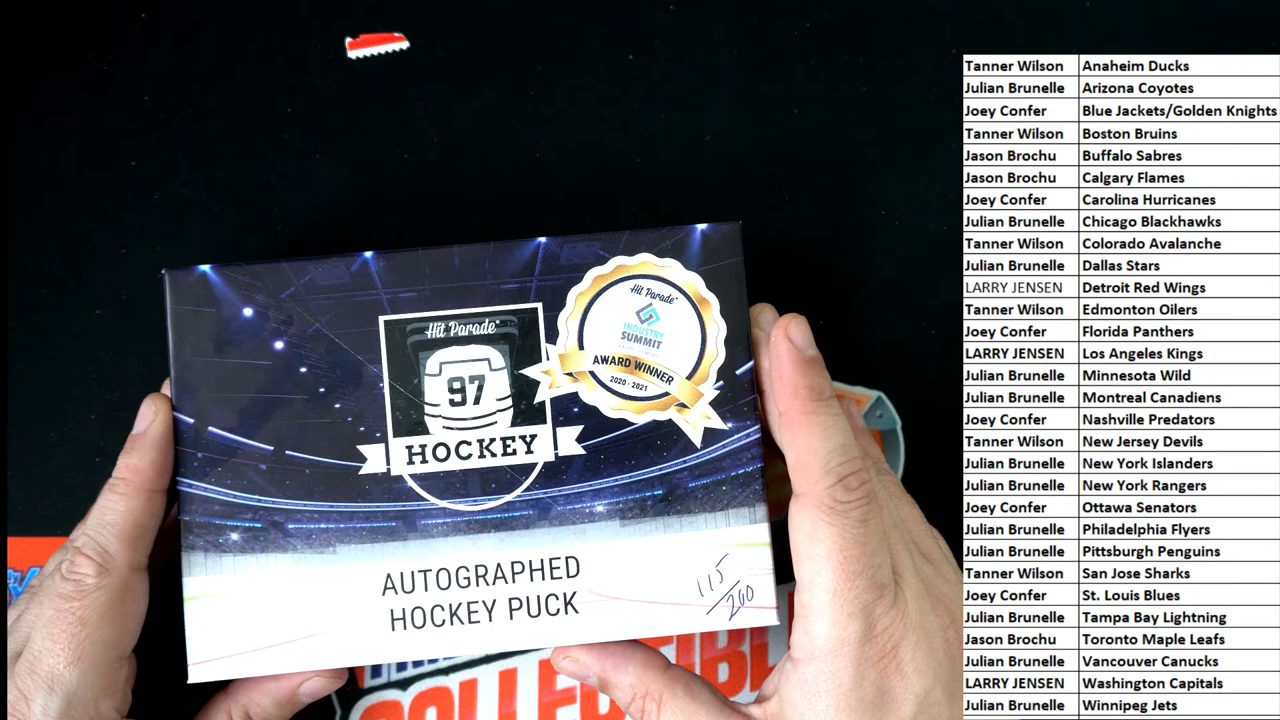 Hit Parade®
97
HOCKEY
Hit Parade®
INDUSTRY
SUMMIT
AWARD WINNER
2020 - 2021
AUTOGRAPHED
HOCKEY PUCK
115/200
COLLECTIBLE
Tanner Wilson Anaheim Ducks
Julian Brunelle Arizona Coyotes
Joey Confer Blue Jackets/Golden Knights
Tanner Wilson Boston Bruins
Jason Brochu Buffalo Sabres
Jason Brochu Calgary Flames
Joey Confer Carolina Hurricanes
Julian Brunelle Chicago Blackhawks
Tanner Wilson Colorado Avalanche
Julian Brunelle Dallas Stars
LARRY JENSEN Detroit Red Wings
Tanner Wilson Edmonton Oilers
Joey Confer Florida Panthers
LARRY JENSEN Los Angeles Kings
Julian Brunelle Minnesota Wild
Julian Brunelle Montreal Canadiens
Joey Confer Nashville Predators
Tanner Wilson New Jersey Devils
Julian Brunelle New York Islanders
Julian Brunelle New York Rangers
Joey Confer Ottawa Senators
Julian Brunelle Philadelphia Flyers
Julian Brunelle Pittsburgh Penguins
Tanner Wilson San Jose Sharks
Joey Confer St. Louis Blues
Julian Brunelle Tampa Bay Lightning
Jason Brochu Toronto Maple Leafs
Julian Brunelle Vancouver Canucks
LARRY JENSEN Washington Capitals
Julian Brunelle Winnipeg Jets